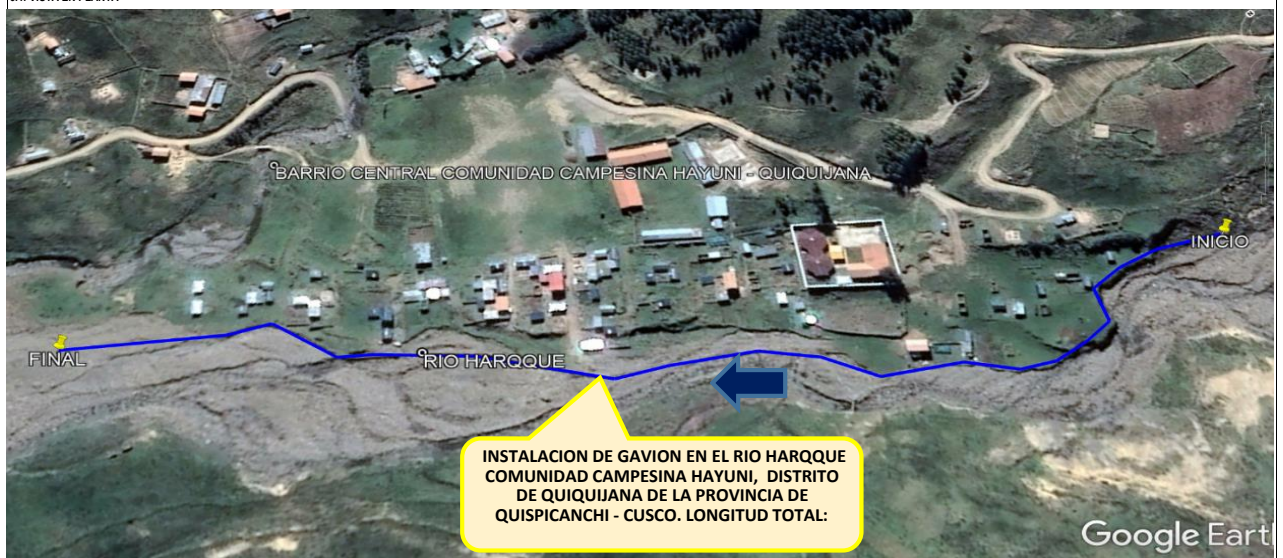 BARRIO CENTRAL COMUNIDAD CAMPESINA HAYUNI - QUIQUIJANA
INICIO
FINAL
RIO HARQQUE
INSTALACION DE GAVION EN EL RIO HARQQUE
COMUNIDAD CAMPESINA HAYUNI, DISTRITO
DE QUIQUIJANA DE LA PROVINCIA DE
QUISPICANCHI - CUSCO. LONGITUD TOTAL:
Google Eart